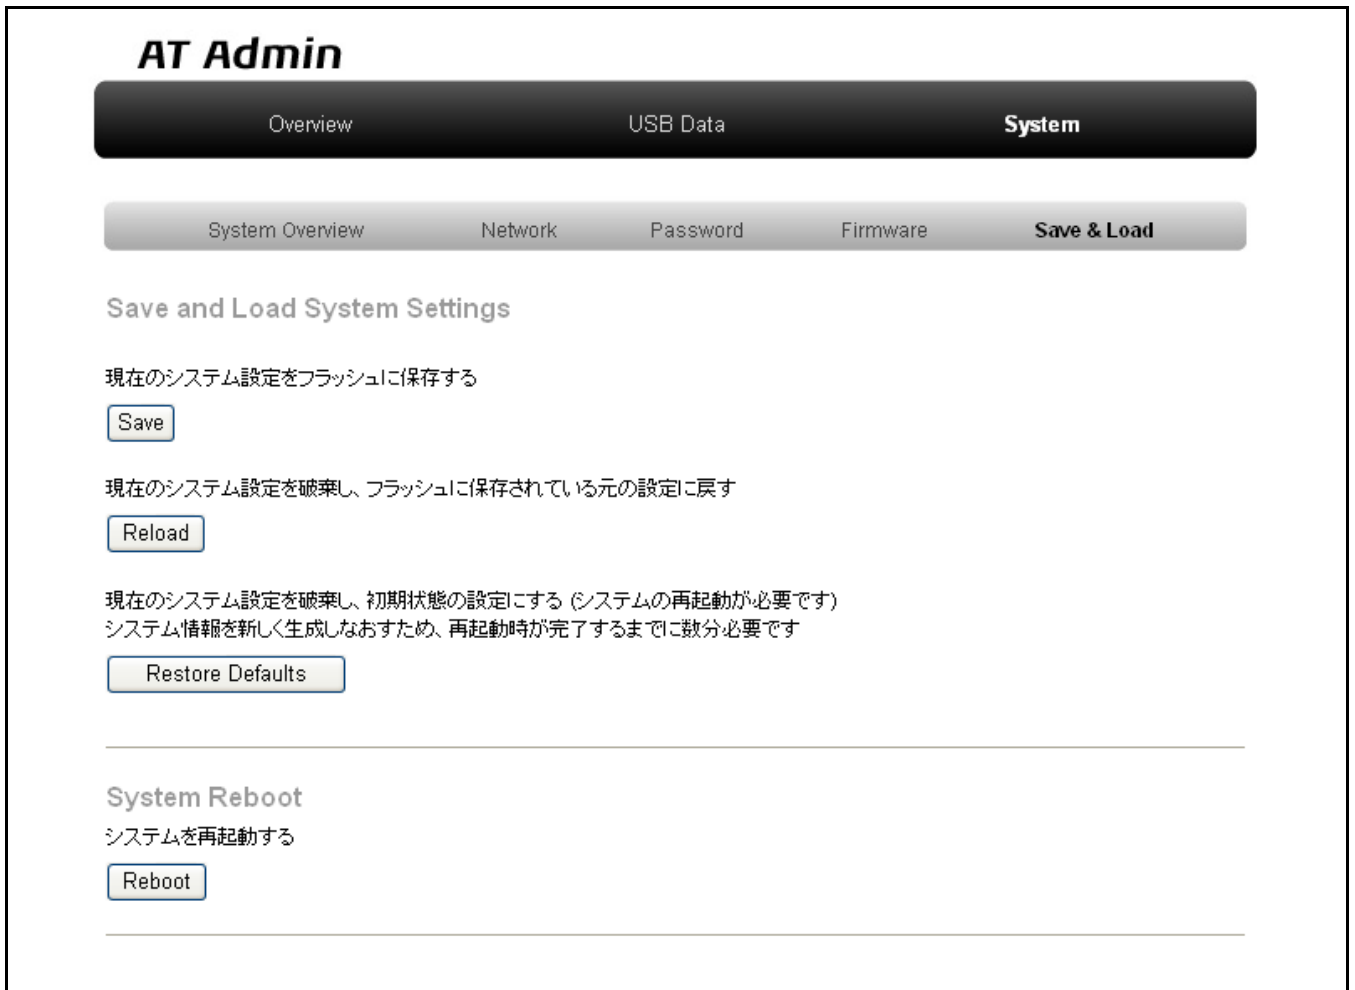 AT Admin
Overview USB Data System
System Overview Network Password Firmware Save & Load
Save and Load System Settings
現在のシステム設定をフラッシュに保存する
Save
現在のシステム設定を破棄し、フラッシュに保存されている元の設定に戻す
Reload
現在のシステム設定を破棄し、初期状態の設定にする (システムの再起動が必要です)
システム情報を新しく生成しなおすため、再起動時が完了するまでに数分必要です
Restore Defaults
System Reboot
システムを再起動する
Reboot